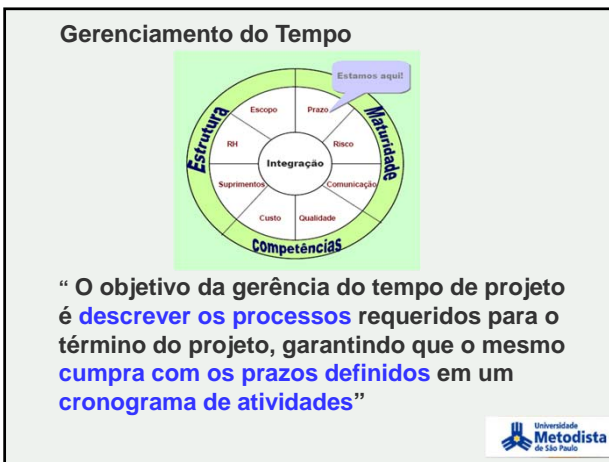 Gerenciamento do Tempo
Estamos aqui!
Escopo
Prazo
Estrutura
Maturidade
RH
Risco
Integração
Suprimentos
Comunicação
Custo
Qualidade
Competências
“ O objetivo da gerência do tempo de projeto
é descrever os processos requeridos para o
término do projeto, garantindo que o mesmo
cumpra com os prazos definidos em um
cronograma de atividades”
Universidade
Metodista
de São Paulo